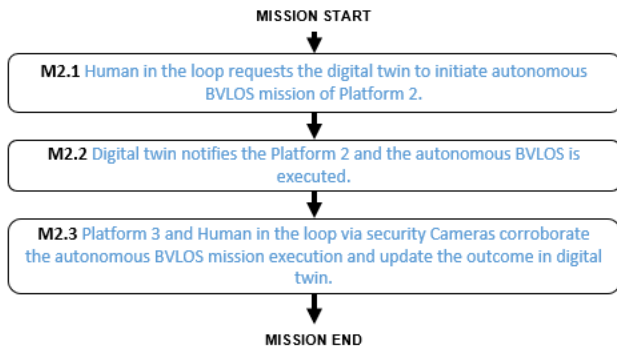 MISSION START
M2.1 Human in the loop requests the digital twin to initiate autonomous
BVLOS mission of Platform 2.
M2.2 Digital twin notifies the Platform 2 and the autonomous BVLOS is
executed.
M2.3 Platform 3 and Human in the loop via security Cameras corroborate
the autonomous BVLOS mission execution and update the outcome in digital
twin.
MISSION END